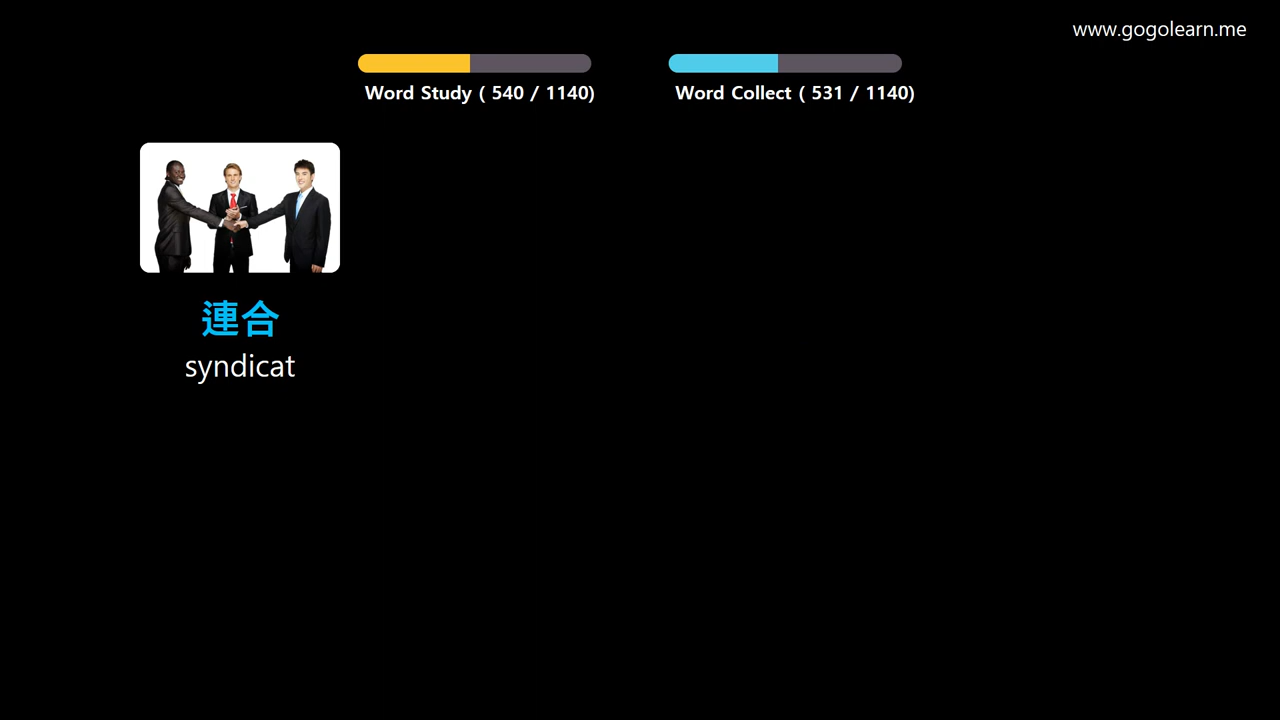 www.gogolearn.me
Word Study ( 540 / 1140)
Word Collect ( 531 / 1140)
連合
syndicat